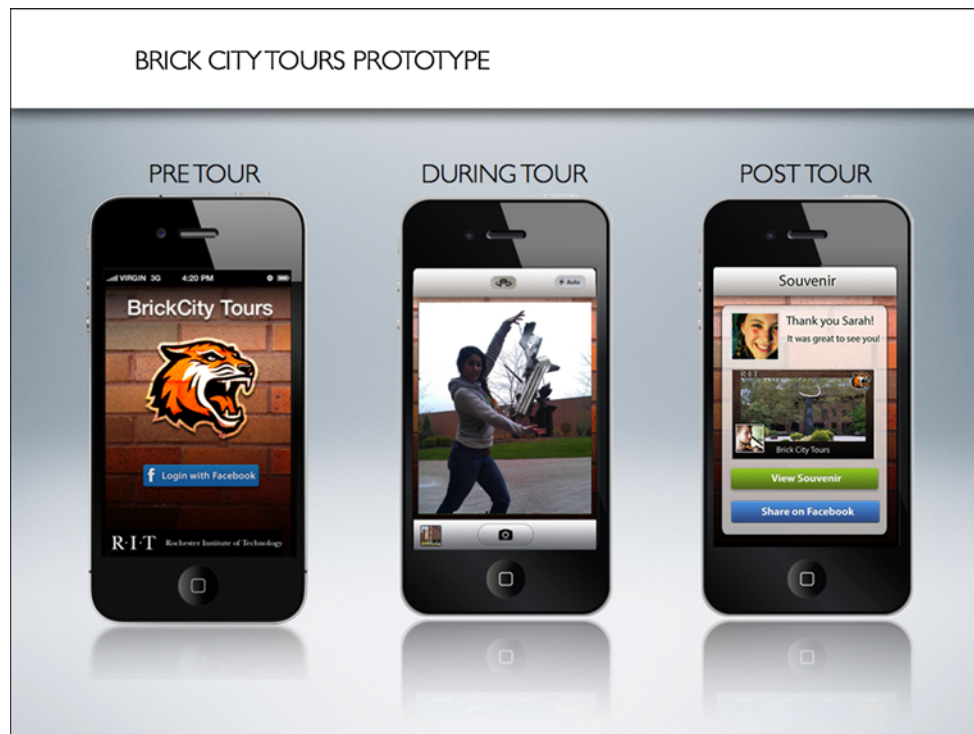 BRICK CITY TOURS PROTOTYPE
PRE TOUR
DURING TOUR
POST TOUR
VIRGIN 3G 4:20 PM
BrickCity Tours
f Login with Facebook
R·I·T Rochester Institute of Technology
Auto
Souvenir
Thank you Sarah!
It was great to see you!
R·I·T
Brick City Tours
View Souvenir
Share on Facebook